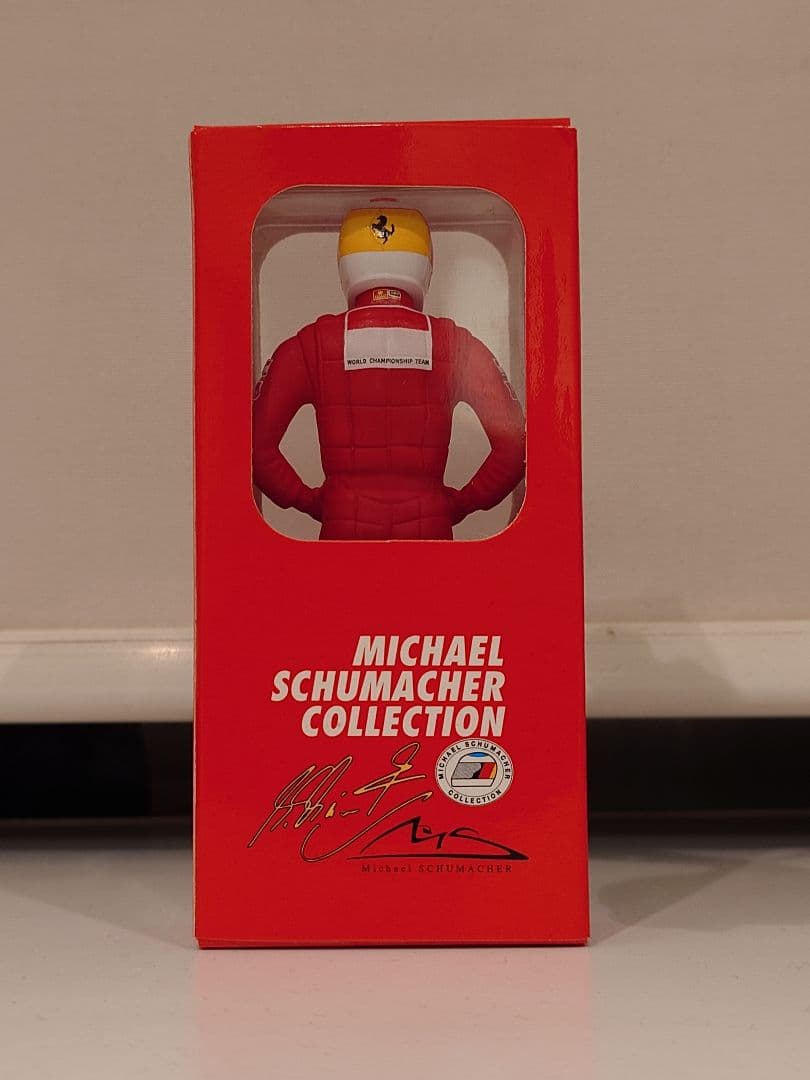 WORLD CHAMPIONSHIP TEAM
MICHAEL
SCHUMACHER
COLLECTION
MICHAEL SCHUMACHER
COLLECTION
Michael SCHUMACHER